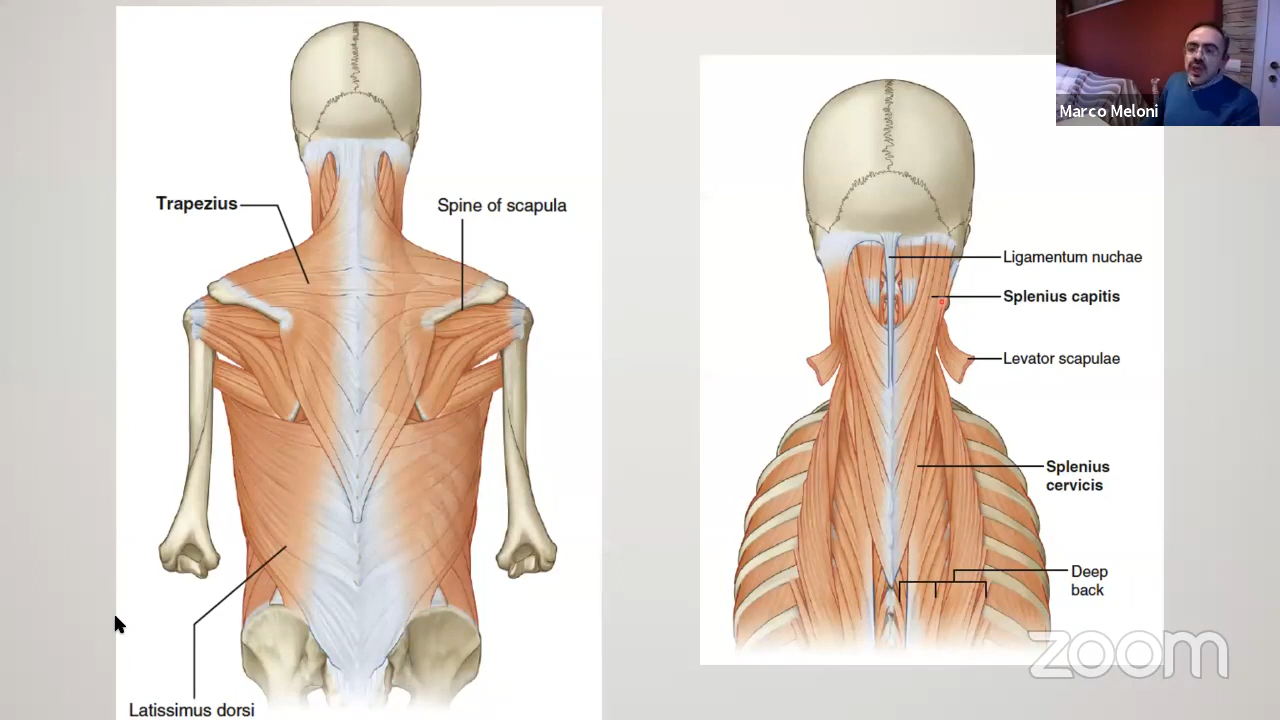 Marco Meloni
Trapezius
Spine of scapula
Latissimus dorsi
Ligamentum nuchae
Splenius capitis
Levator scapulae
Splenius
cervicis
Deep
back
zoom